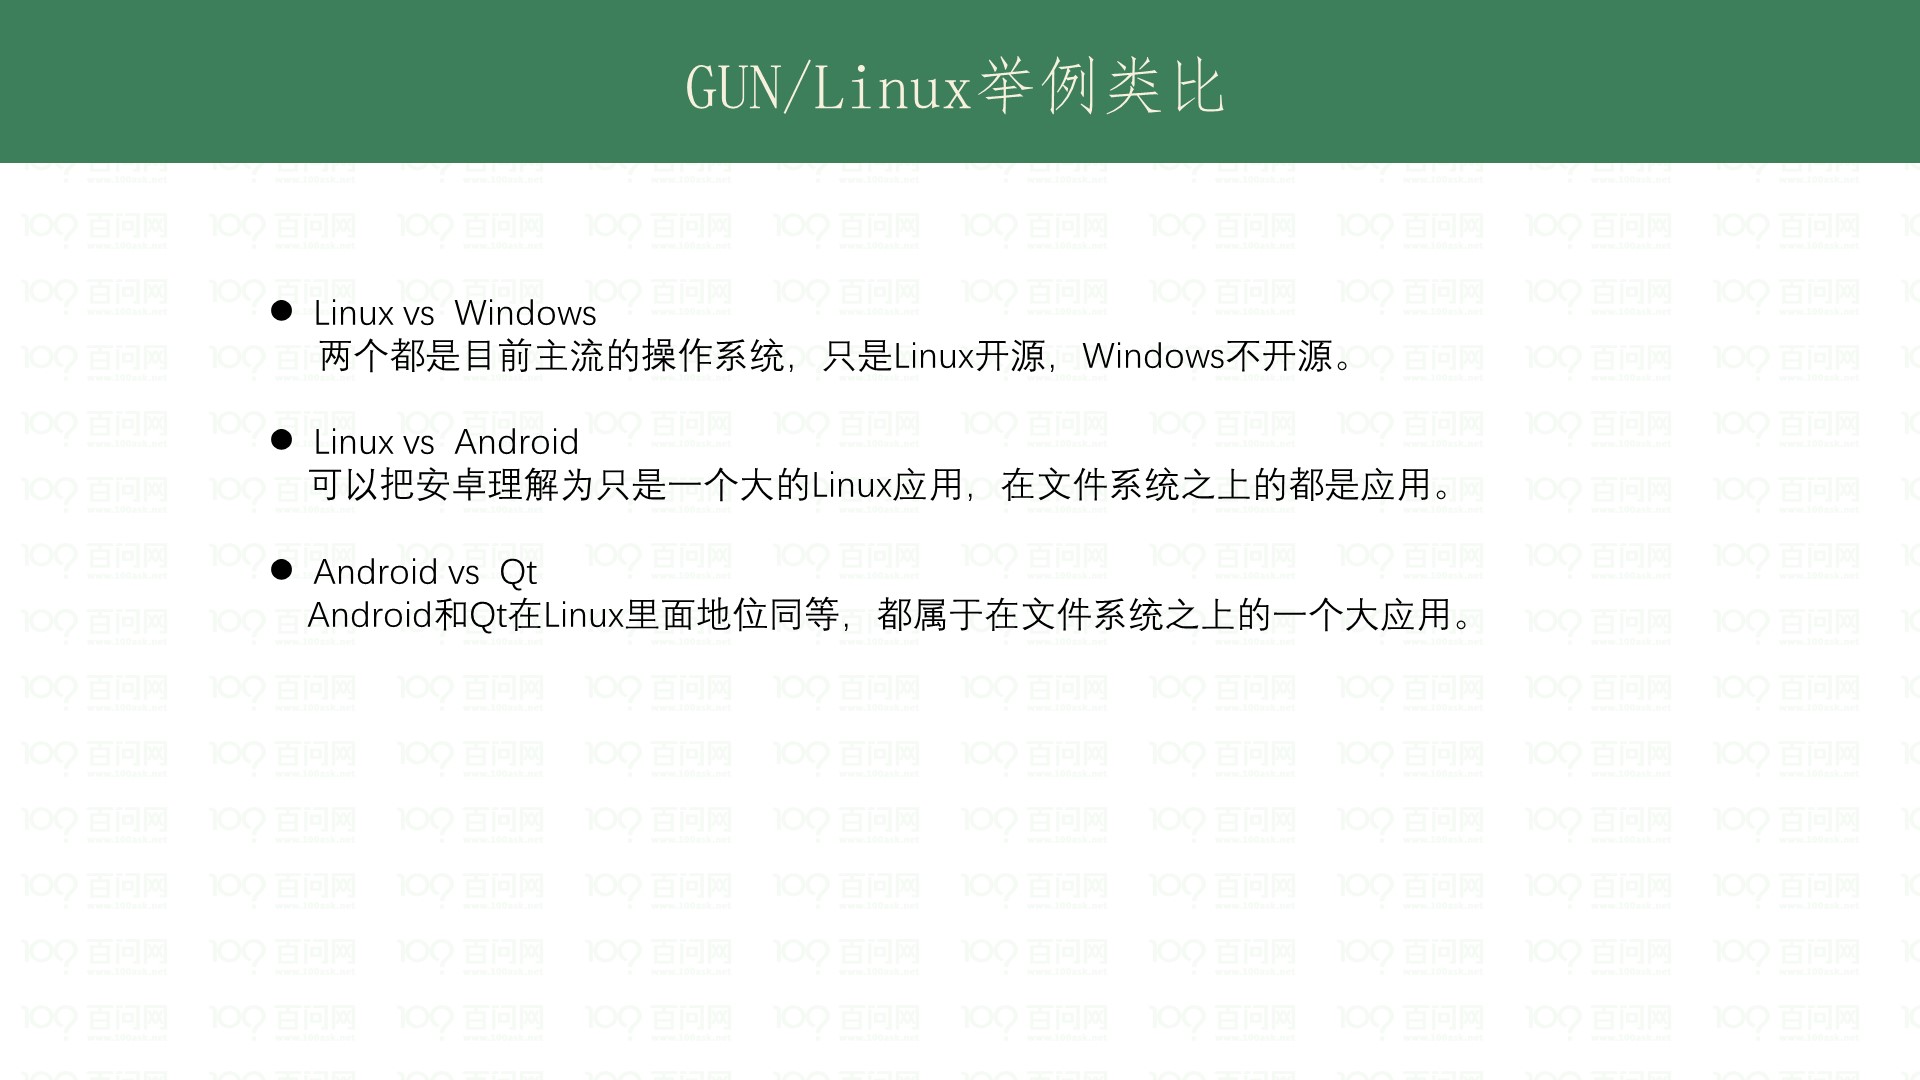 GUN/Linux举例类比
● Linux vs  Windows
两个都是目前主流的操作系统，只是Linux开源，Windows不开源。
● Linux vs  Android
可以把安卓理解为只是一个大的Linux应用，在文件系统之上的都是应用。
● Android vs  Qt
Android和Qt在Linux里面地位同等，都属于在文件系统之上的一个大应用。
百问网
www.100ask.net